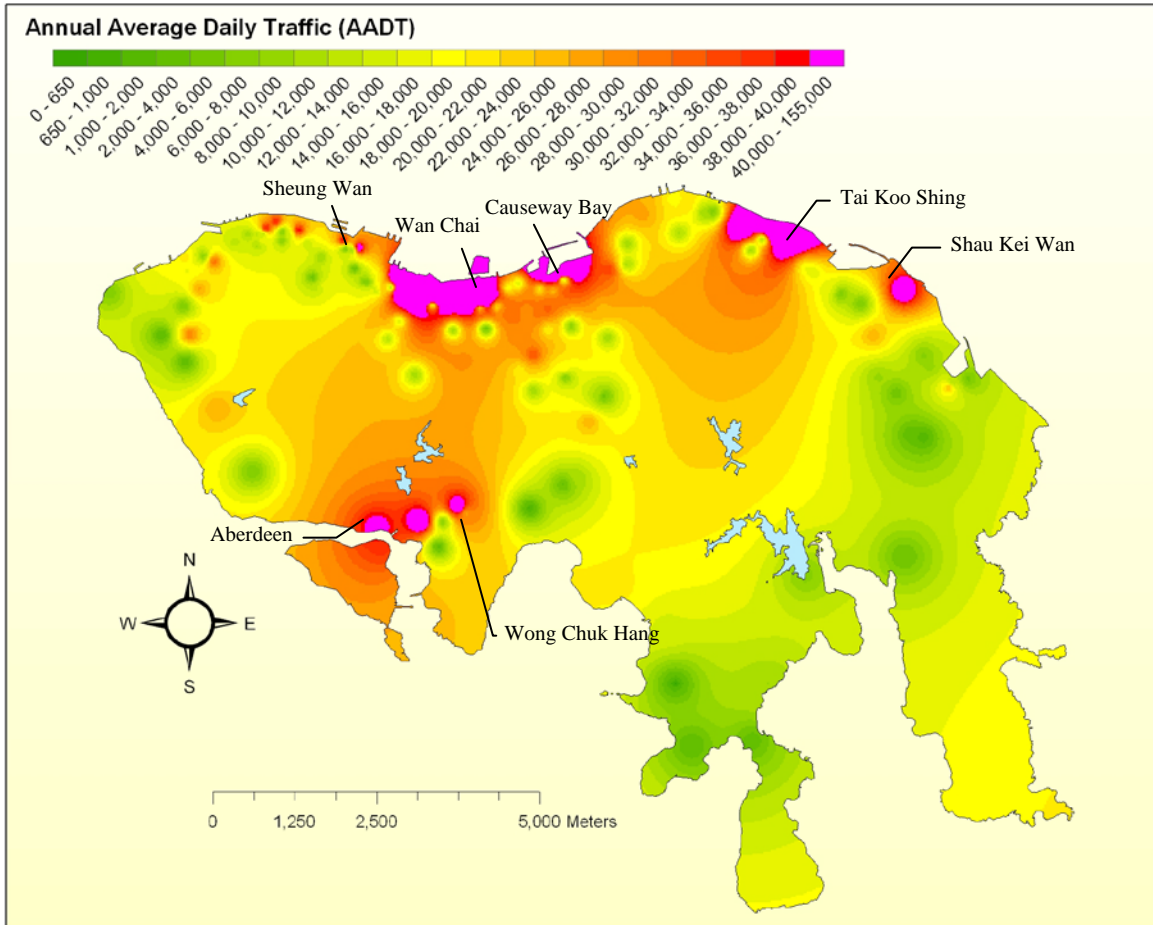 Annual Average Daily Traffic (AADT)
0 - 650
650 - 1,000
1,000 - 2,000
2,000 - 4,000
4,000 - 6,000
6,000 - 8,000
8,000 - 10,000
10,000 - 12,000
12,000 - 14,000
14,000 - 16,000
16,000 - 18,000
18,000 - 20,000
20,000 - 22,000
22,000 - 24,000
24,000 - 26,000
26,000 - 28,000
28,000 - 30,000
30,000 - 32,000
32,000 - 34,000
34,000 - 36,000
36,000 - 38,000
38,000 - 40,000
40,000 - 155,000
Sheung Wan
Wan Chai
Causeway Bay
Tai Koo Shing
Shau Kei Wan
Aberdeen
Wong Chuk Hang
N
W
E
S
0 1,250 2,500 5,000 Meters